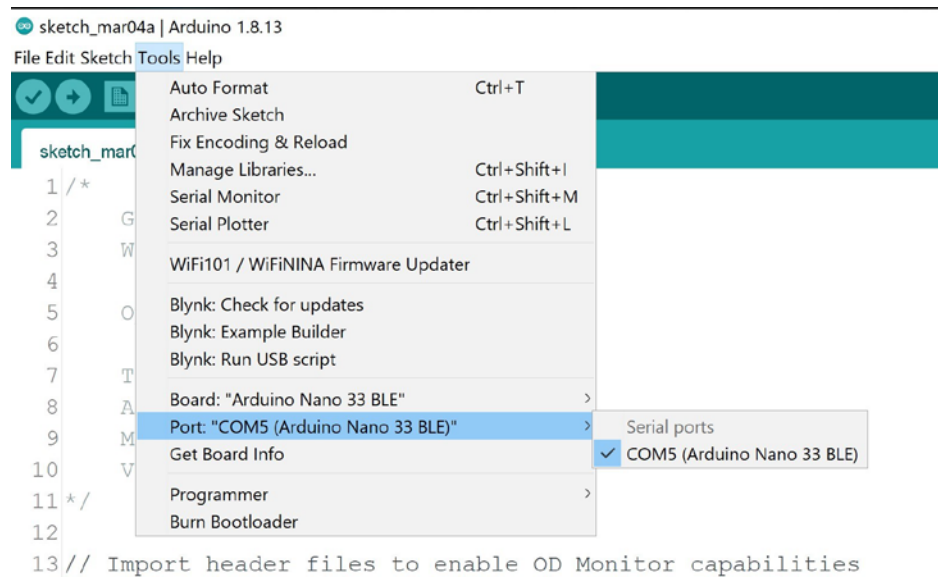 sketch_mar04a | Arduino 1.8.13
File Edit Sketch Tools Help
Auto Format Ctrl+T
Archive Sketch
Fix Encoding & Reload
Manage Libraries... Ctrl+Shift+I
Serial Monitor Ctrl+Shift+M
Serial Plotter Ctrl+Shift+L
WiFi101 / WiFiNINA Firmware Updater
Blynk: Check for updates
Blynk: Example Builder
Blynk: Run USB script
Board: "Arduino Nano 33 BLE"
Port: "COM5 (Arduino Nano 33 BLE)"
Get Board Info
Programmer
Burn Bootloader
Serial ports
COM5 (Arduino Nano 33 BLE)
1 /*
2 G
3 W
4
5 O
6
7 T
8 A
9 M
10 V
11 */
12
13 // Import header files to enable OD Monitor capabilities